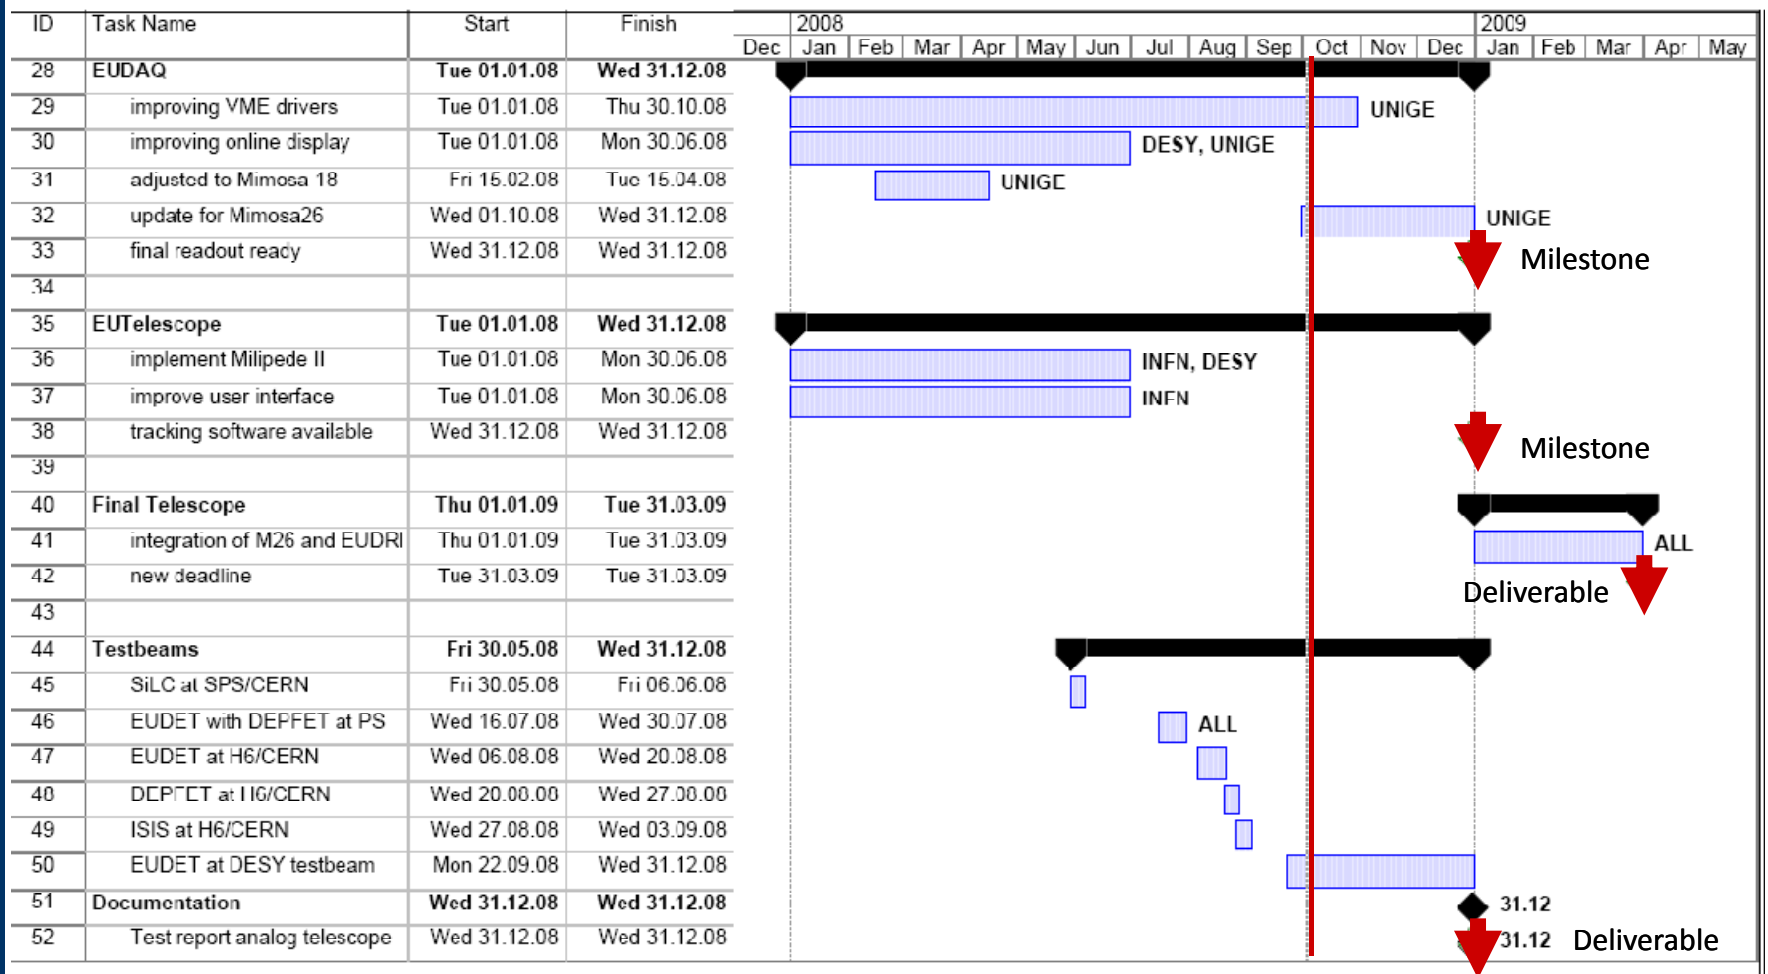 ID Task Name Start Finish 2008 2009
Dec Jan Feb Mar Apr May Jun Jul Aug Sep Oct Nov Dec Jan Feb Mar Apr May
28 EUDAQ Tue 01.01.08 Wed 31.12.08
29 improving VME drivers Tue 01.01.08 Thu 30.10.08 UNIGE
30 improving online display Tue 01.01.08 Mon 30.06.08 DESY, UNIGE
31 adjusted to Mimosa 18 Fri 15.02.08 Tue 15.04.08 UNIGE
32 update for Mimosa26 Wed 01.10.08 Wed 31.12.08 UNIGE
33 final readout ready Wed 31.12.08 Wed 31.12.08 Milestone
34
35 EUTelescope Tue 01.01.08 Wed 31.12.08
36 implement Milipede II Tue 01.01.08 Mon 30.06.08 INFN, DESY
37 improve user interface Tue 01.01.08 Mon 30.06.08 INFN
38 tracking software available Wed 31.12.08 Wed 31.12.08 Milestone
39
40 Final Telescope Thu 01.01.09 Tue 31.03.09
41 integration of M26 and EUDRI Thu 01.01.09 Tue 31.03.09 ALL
42 new deadline Tue 31.03.09 Tue 31.03.09 Deliverable
43
44 Testbeams Fri 30.05.08 Wed 31.12.08
45 SiLC at SPS/CERN Fri 30.05.08 Fri 06.06.08
46 EUDET with DEPFET at PS Wed 16.07.08 Wed 30.07.08 ALL
47 EUDET at H6/CERN Wed 06.08.08 Wed 20.08.08
48 DEPFET at H6/CERN Wed 20.08.08 Wed 27.08.08
49 ISIS at H6/CERN Wed 27.08.08 Wed 03.09.08
50 EUDET at DESY testbeam Mon 22.09.08 Wed 31.12.08
51 Documentation Wed 31.12.08 Wed 31.12.08 31.12
52 Test report analog telescope Wed 31.12.08 Wed 31.12.08 31.12 Deliverable